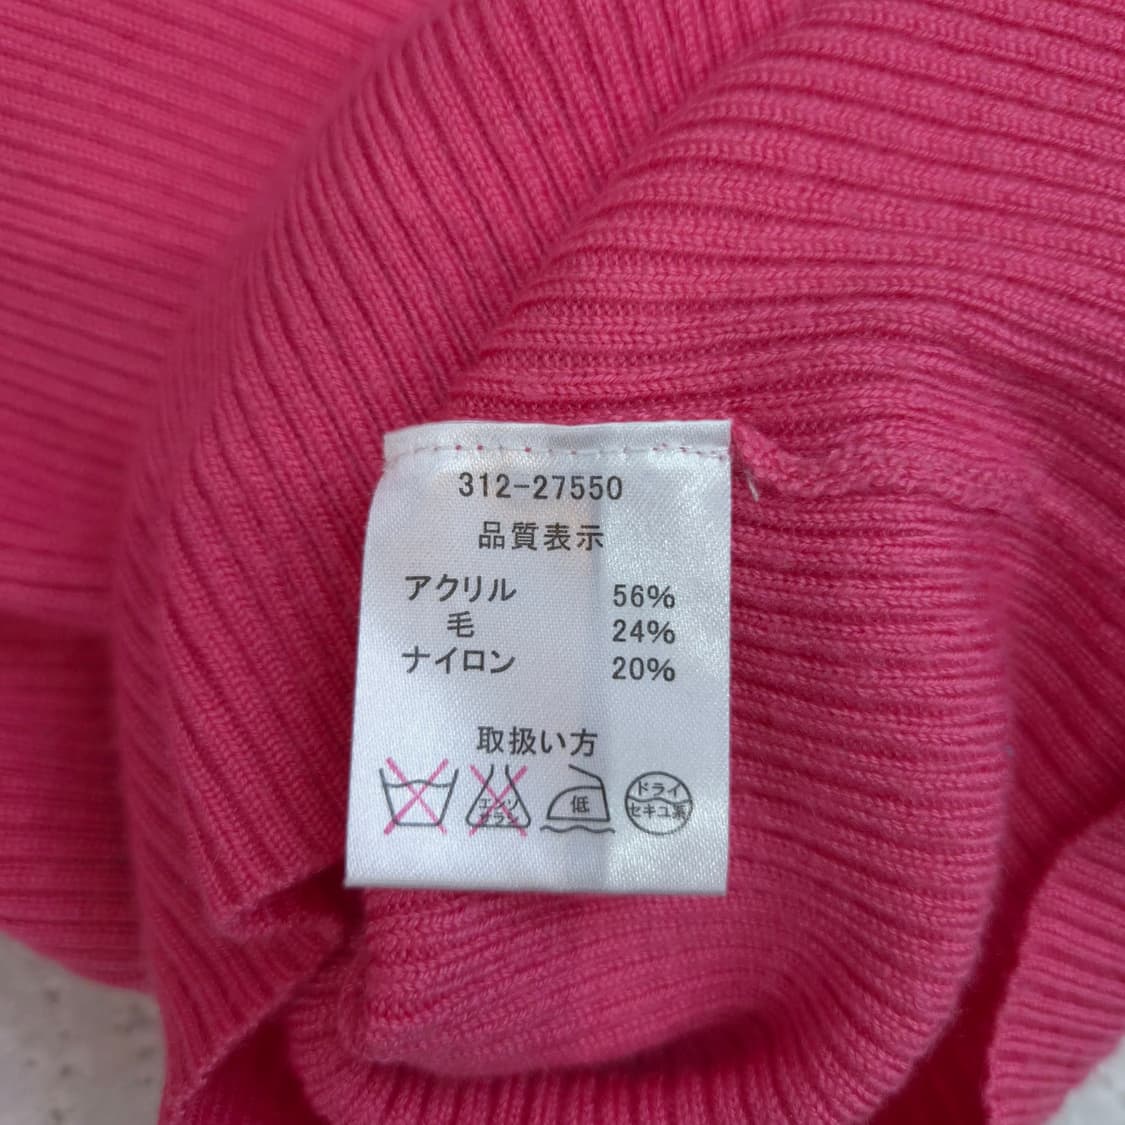 312-27550
品質表示
アクリル 56%
毛 24%
ナイロン 20%
取扱い方
エンソ
サラシ
低
ドライ
セキユ系